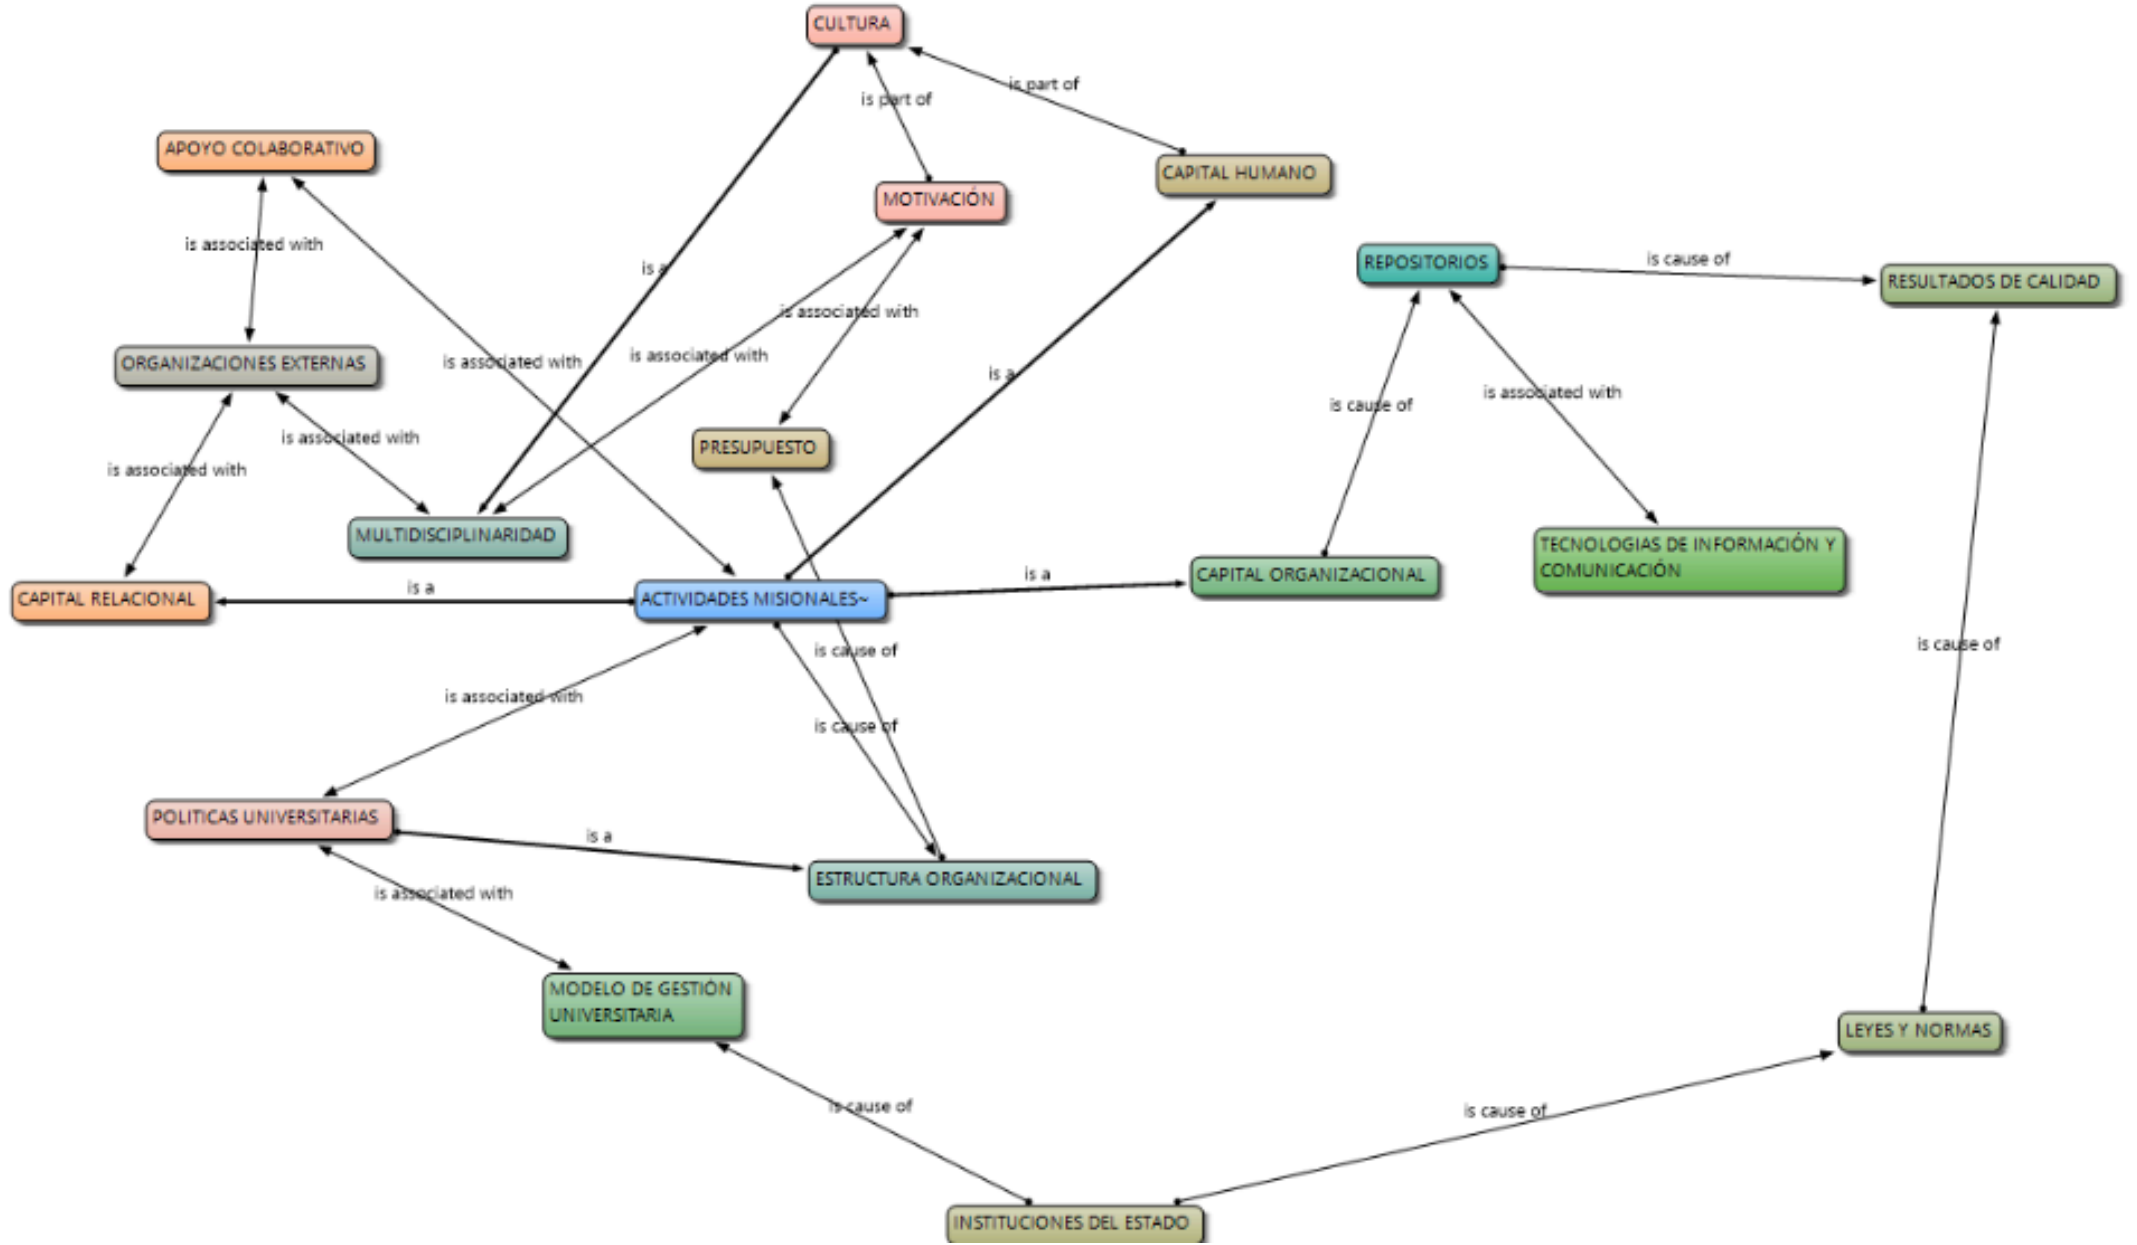 CULTURA
is part of
is part of
APOYO COLABORATIVO
CAPITAL HUMANO
MOTIVACIÓN
is associated with
REPOSITORIOS
is cause of
is a
RESULTADOS DE CALIDAD
is associated with
ORGANIZACIONES EXTERNAS
is associated with
is associated with
is a
is associated with
is cause of
is associated with
PRESUPUESTO
is associated with
MULTIDISCIPLINARIDAD
TECNOLOGIAS DE INFORMACIÓN Y
COMUNICACIÓN
CAPITAL RELACIONAL
is a
ACTIVIDADES MISIONALES~
is a
CAPITAL ORGANIZACIONAL
is cause of
is cause of
is associated with
is cause of
POLITICAS UNIVERSITARIAS
is a
ESTRUCTURA ORGANIZACIONAL
is associated with
MODELO DE GESTIÓN
UNIVERSITARIA
LEYES Y NORMAS
is cause of
is cause of
INSTITUCIONES DEL ESTADO